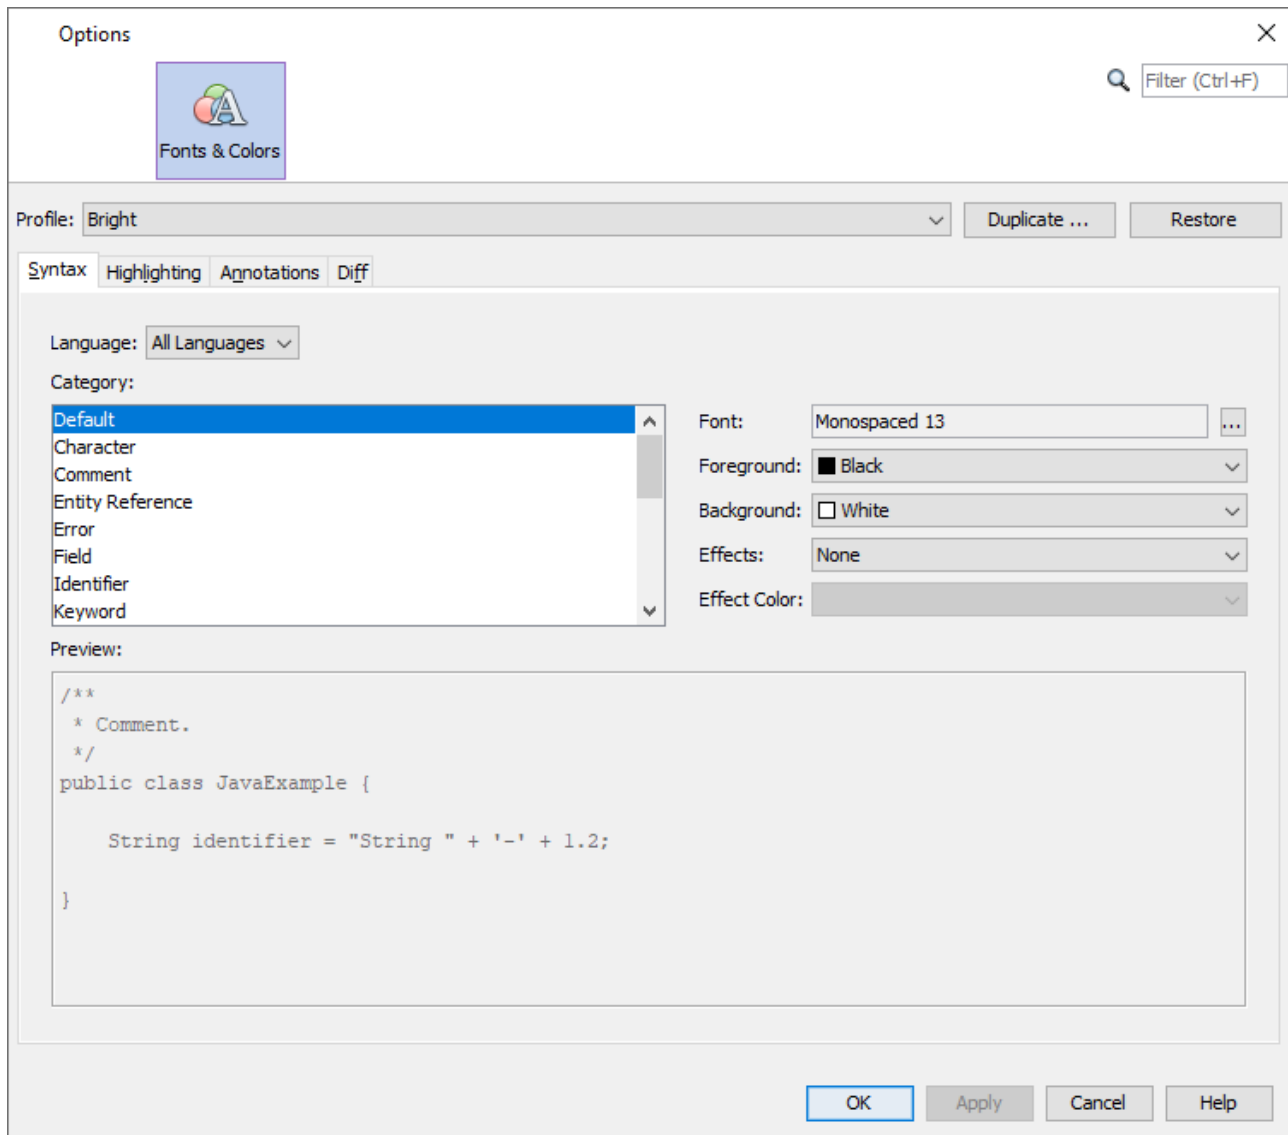 Options
Filter (Ctrl+F)
Fonts & Colors
Profile: Bright Duplicate ... Restore
Syntax Highlighting Annotations Diff
Language: All Languages
Category:
Default
Character
Comment
Entity Reference
Error
Field
Identifier
Keyword
Font: Monospaced 13 ...
Foreground: Black
Background: White
Effects: None
Effect Color:
Preview:
/**
 * Comment.
 */
public class JavaExample {
    String identifier = "String " + '-' + 1.2;
}
OK Apply Cancel Help